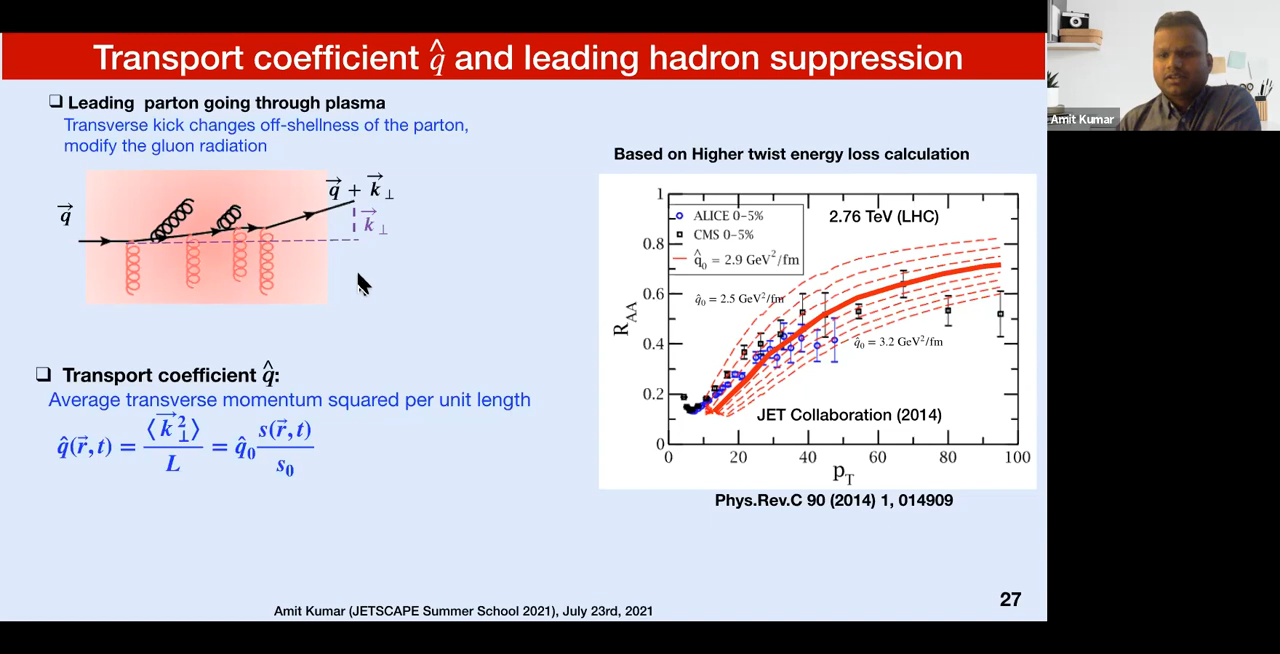 Transport coefficient q̂ and leading hadron suppression
Amit Kumar
❑ Leading parton going through plasma
Transverse kick changes off-shellness of the parton,
modify the gluon radiation
q⃗
q⃗ + k⃗⊥
k⃗⊥
❑ Transport coefficient q̂:
Average transverse momentum squared per unit length
q̂(r⃗, t) = ⟨k⃗²⊥⟩ / L = q̂₀ s(r⃗, t) / s₀
Based on Higher twist energy loss calculation
ALICE 0–5%
CMS 0–5%
q̂₀ = 2.9 GeV²/fm
2.76 TeV (LHC)
q̂₀ = 2.5 GeV²/fm
q̂₀ = 3.2 GeV²/fm
JET Collaboration (2014)
R_AA
1
0.8
0.6
0.4
0.2
0
0 20 40 60 80 100
p_T
Phys.Rev.C 90 (2014) 1, 014909
Amit Kumar (JETSCAPE Summer School 2021), July 23rd, 2021
27